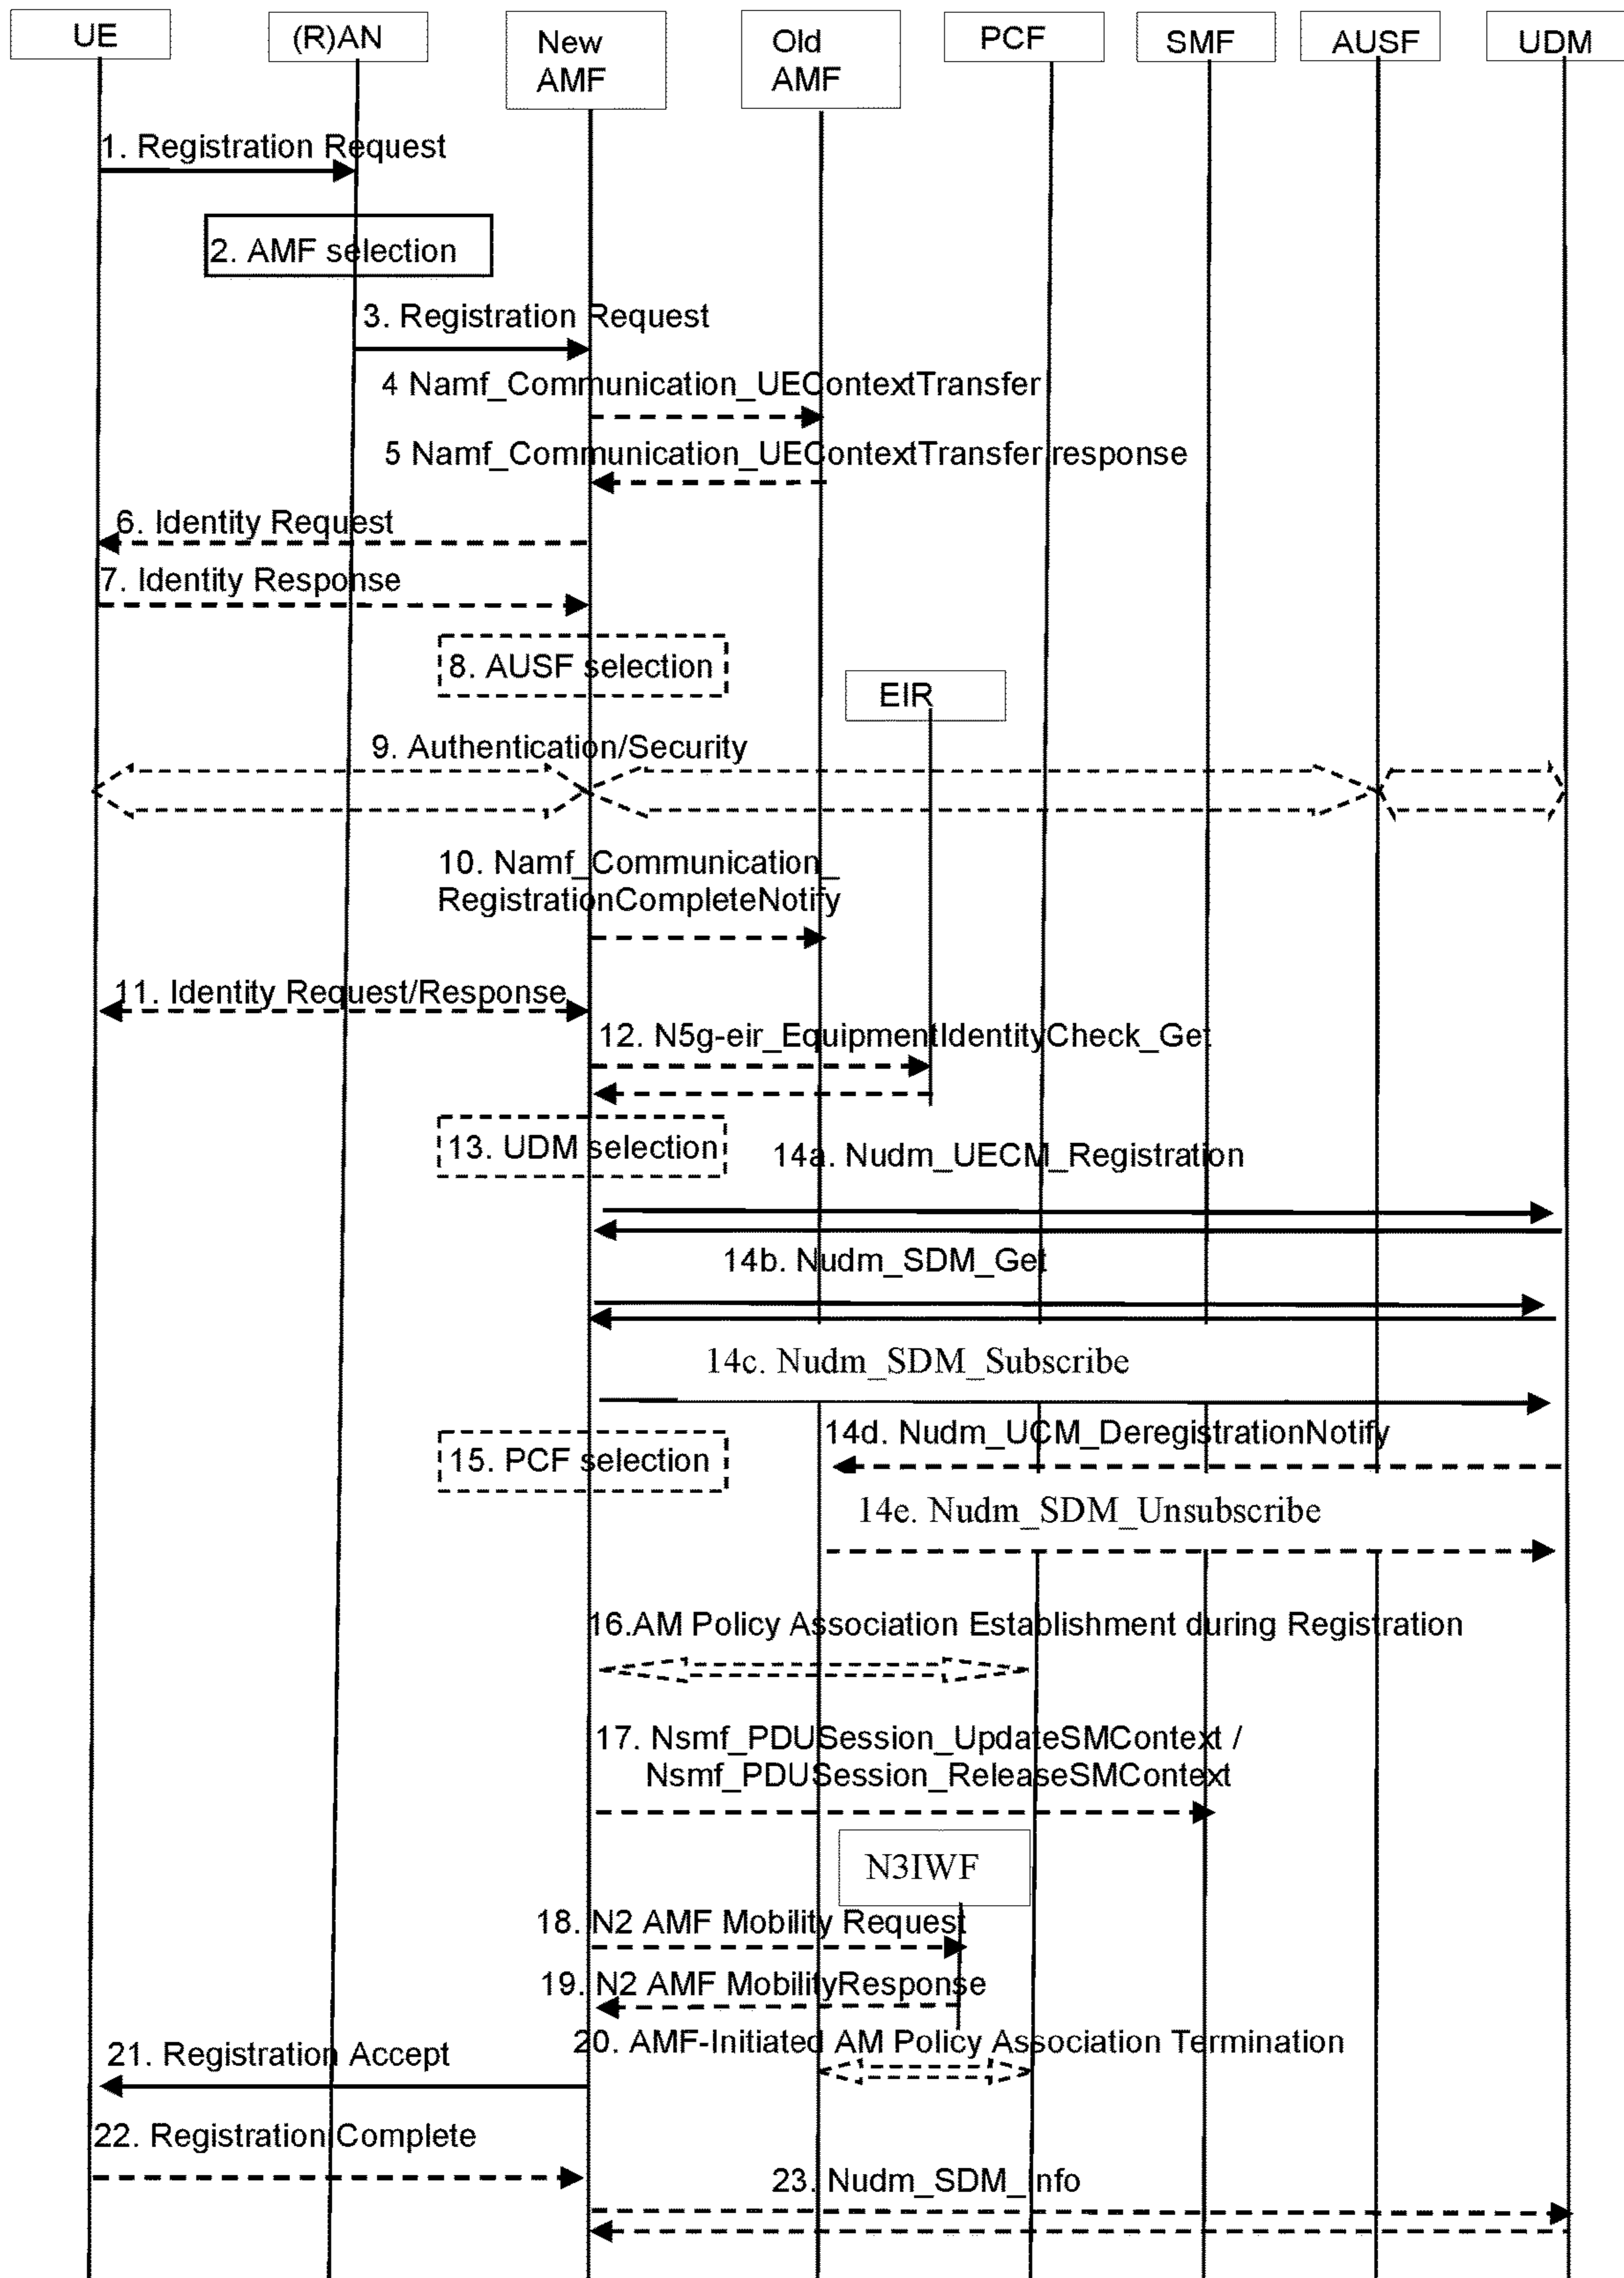 UE
(R)AN
New
AMF
Old
AMF
PCF
SMF
AUSF
UDM
1. Registration Request
2. AMF selection
3. Registration Request
4 Namf_Communication_UEContextTransfer
5 Namf_Communication_UEContextTransfer response
6. Identity Request
7. Identity Response
8. AUSF selection
EIR
9. Authentication/Security
10. Namf_Communication_
RegistrationCompleteNotify
11. Identity Request/Response
12. N5g-eir_EquipmentIdentityCheck_Get
13. UDM selection
14a. Nudm_UECM_Registration
14b. Nudm_SDM_Get
14c. Nudm_SDM_Subscribe
14d. Nudm_UCM_DeregistrationNotify
15. PCF selection
14e. Nudm_SDM_Unsubscribe
16.AM Policy Association Establishment during Registration
17. Nsmf_PDUSession_UpdateSMContext /
Nsmf_PDUSession_ReleaseSMContext
N3IWF
18. N2 AMF Mobility Request
19. N2 AMF MobilityResponse
20. AMF-Initiated AM Policy Association Termination
21. Registration Accept
22. Registration Complete
23. Nudm_SDM_Info